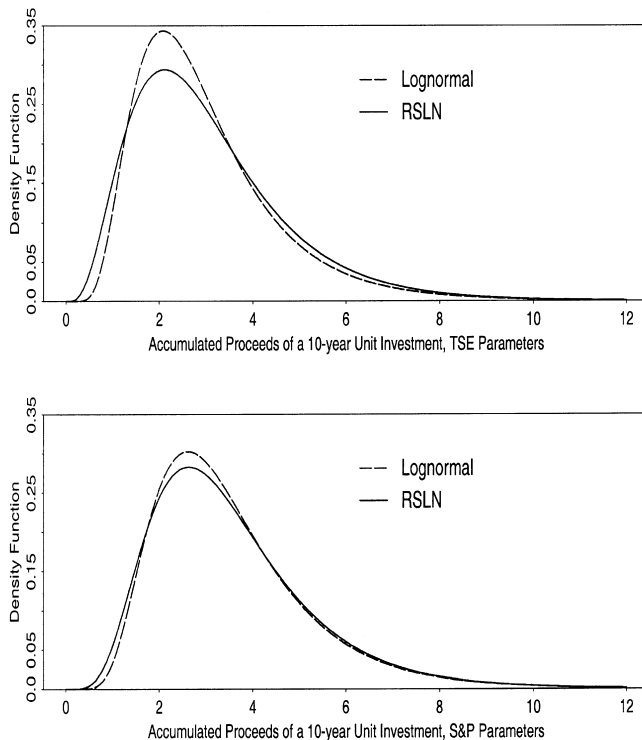 0.35
0.25
0.15
0.05
0.0
Density Function
Lognormal
RSLN
0 2 4 6 8 10 12
Accumulated Proceeds of a 10-year Unit Investment, TSE Parameters
0.35
0.25
0.15
0.05
0.0
Density Function
Lognormal
RSLN
0 2 4 6 8 10 12
Accumulated Proceeds of a 10-year Unit Investment, S&P Parameters